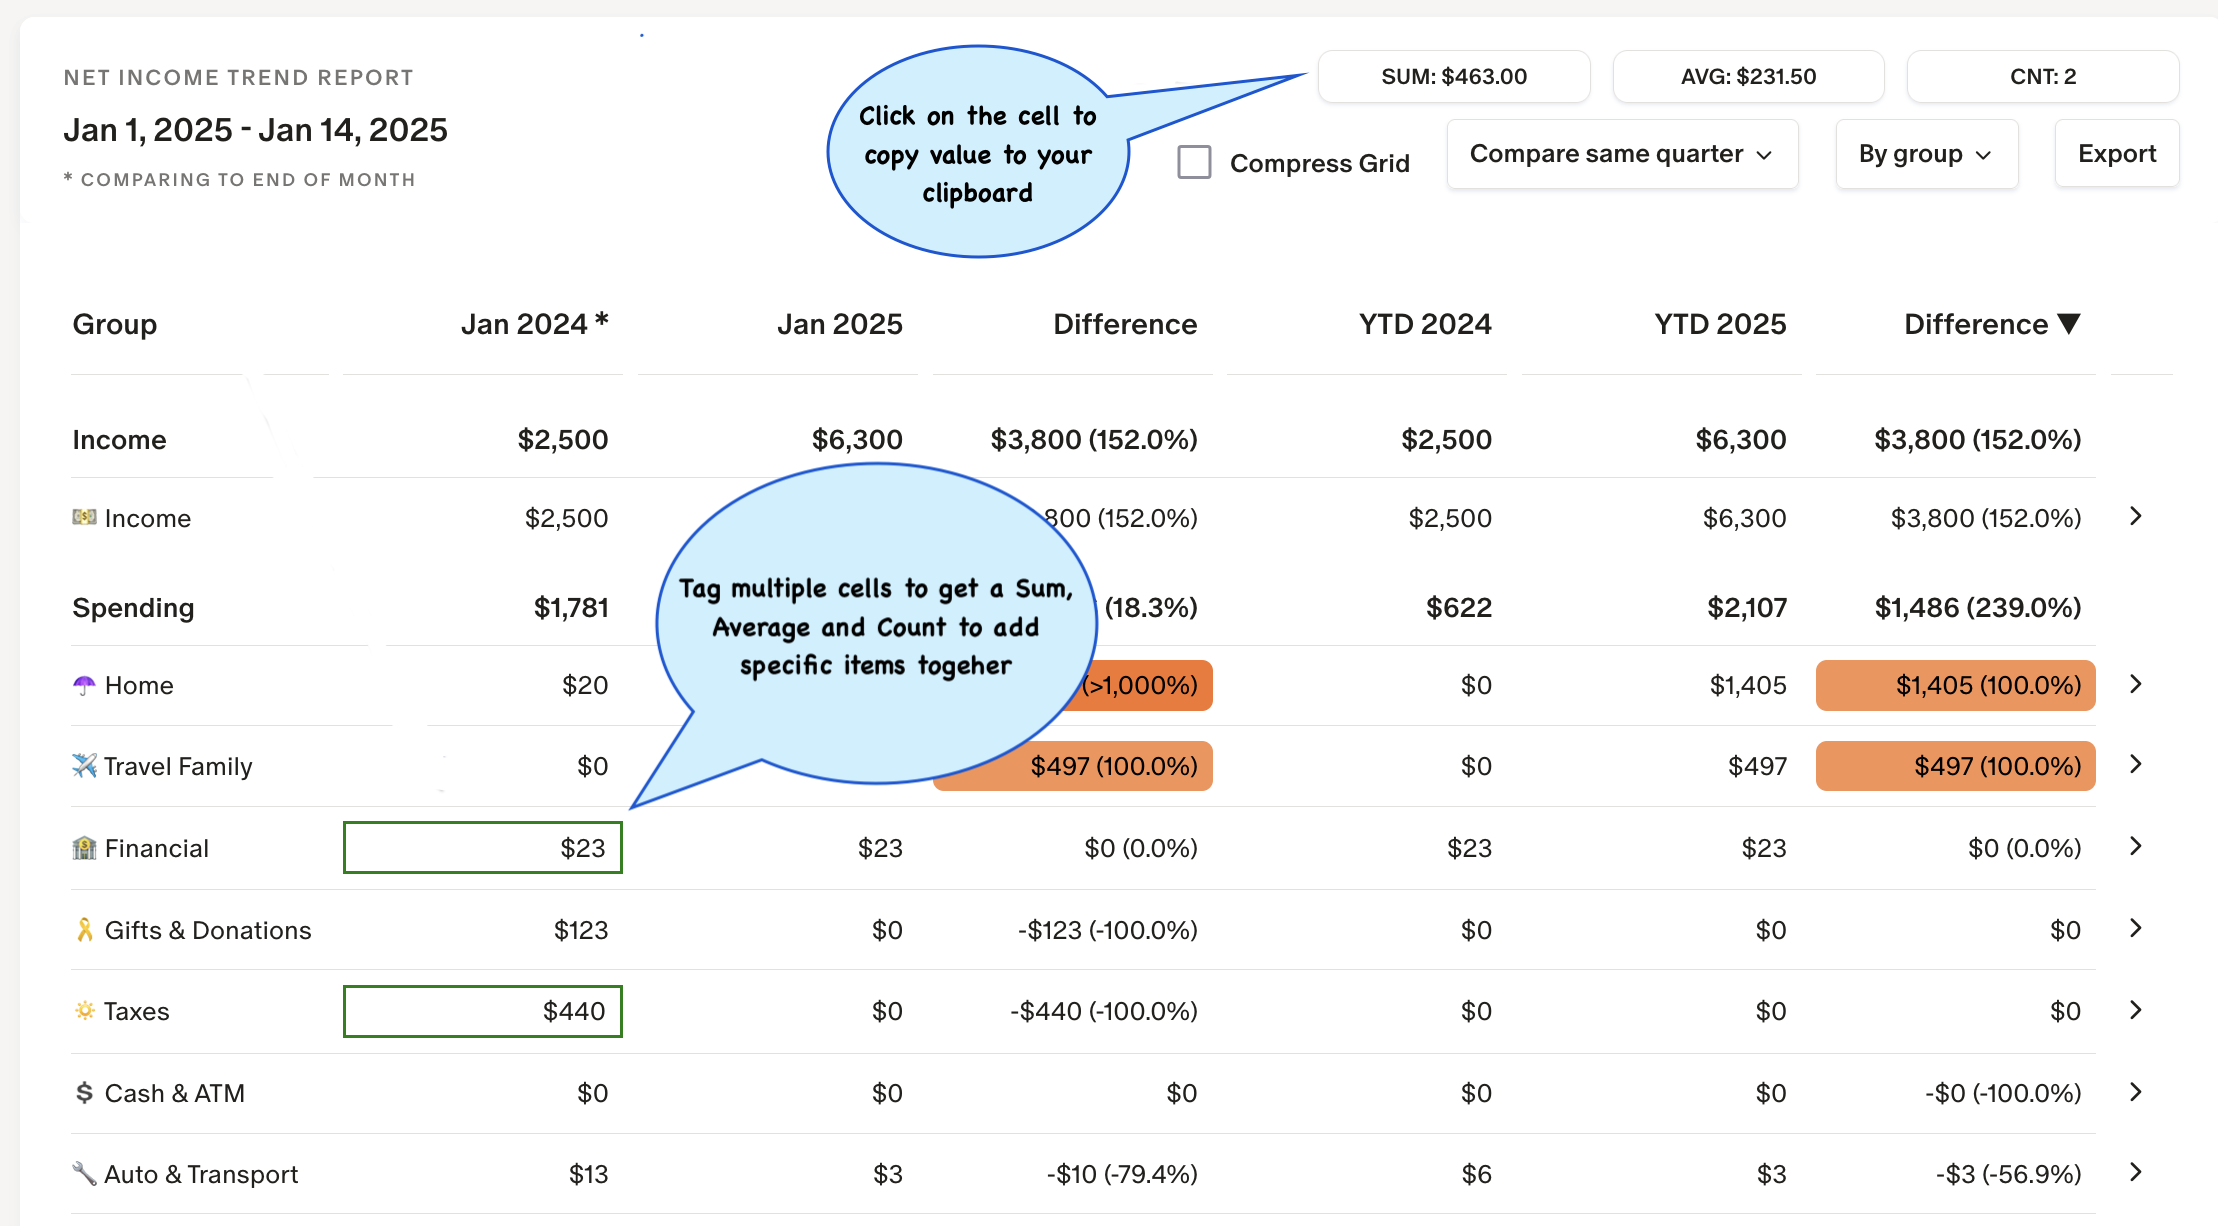 NET INCOME TREND REPORT
Jan 1, 2025 - Jan 14, 2025
* COMPARING TO END OF MONTH
Click on the cell to
copy value to your
clipboard
SUM: $463.00 AVG: $231.50 CNT: 2
Compress Grid Compare same quarter By group Export
Group Jan 2024 * Jan 2025 Difference YTD 2024 YTD 2025 Difference ▼
Income $2,500 $6,300 $3,800 (152.0%) $2,500 $6,300 $3,800 (152.0%)
Income $2,500 800 (152.0%) $2,500 $6,300 $3,800 (152.0%)
Tag multiple cells to get a Sum,
Average and Count to add
specific items togeher
Spending $1,781 (18.3%) $622 $2,107 $1,486 (239.0%)
Home $20 (>1,000%) $0 $1,405 $1,405 (100.0%)
Travel Family $0 $497 (100.0%) $0 $497 $497 (100.0%)
Financial $23 $23 $0 (0.0%) $23 $23 $0 (0.0%)
Gifts & Donations $123 $0 -$123 (-100.0%) $0 $0 $0
Taxes $440 $0 -$440 (-100.0%) $0 $0 $0
Cash & ATM $0 $0 $0 $0 $0 -$0 (-100.0%)
Auto & Transport $13 $3 -$10 (-79.4%) $6 $3 -$3 (-56.9%)